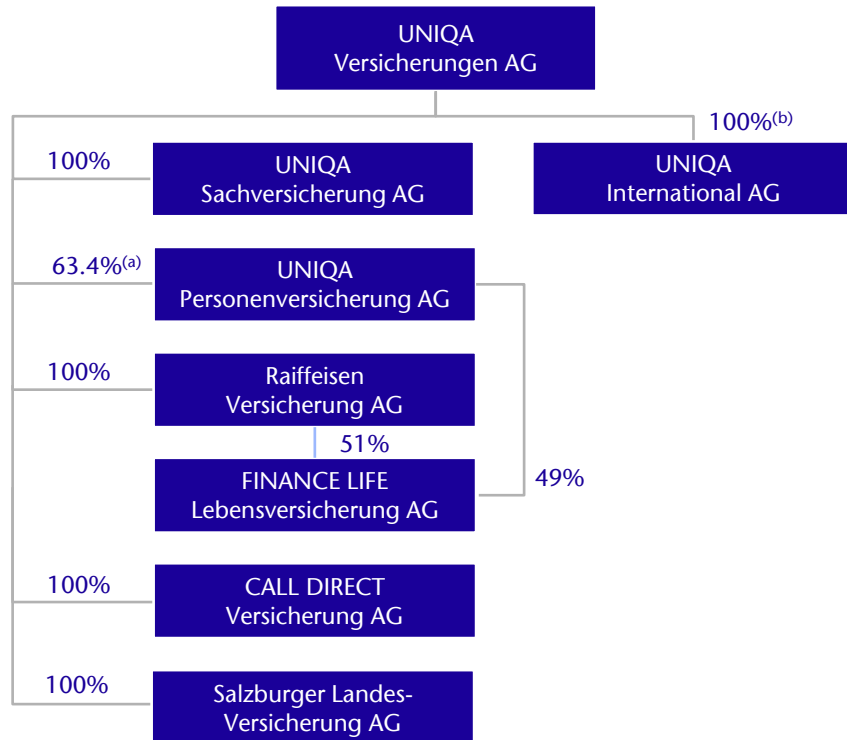 UNIQA
Versicherungen AG
100%(b)
100%
UNIQA
Sachversicherung AG
UNIQA
International AG
63.4%(a)
UNIQA
Personenversicherung AG
100%
Raiffeisen
Versicherung AG
51%
FINANCE LIFE
Lebensversicherung AG
49%
100%
CALL DIRECT
Versicherung AG
100%
Salzburger Landes-
Versicherung AG